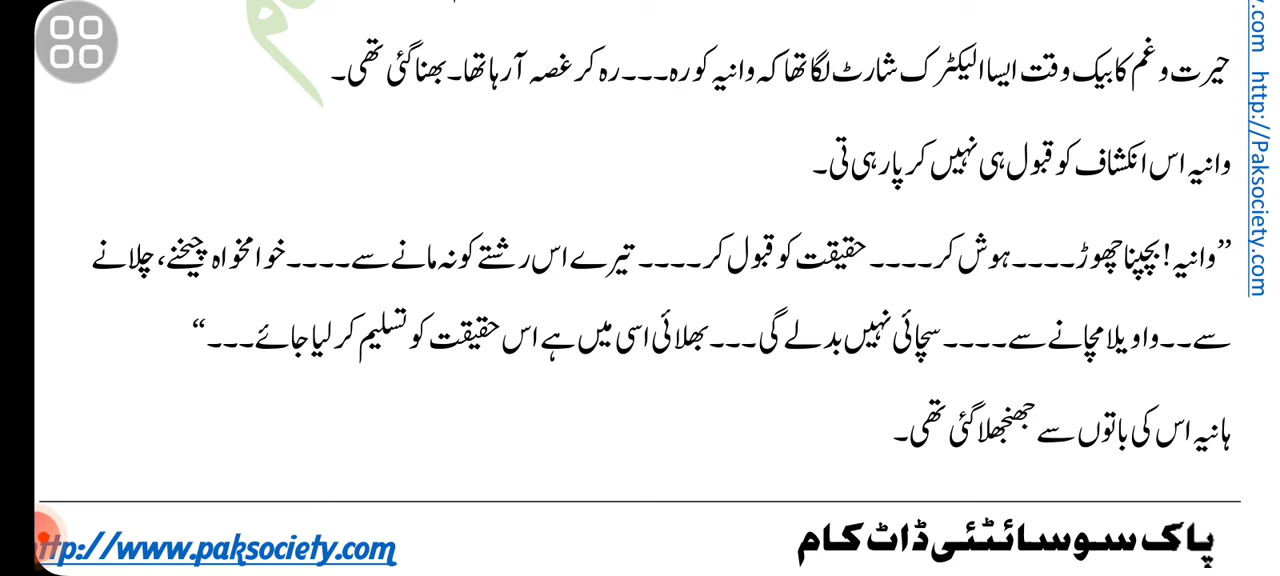 حیرت و غم کا بیک وقت ایسا الیکٹرک شارٹ لگا تھا کہ وانیہ کو رہ۔۔۔رہ کر غصہ آ رہا تھا۔ بھنا گئی تھی۔
وانیہ اس انکشاف کو قبول ہی نہیں کر پار ہی تی۔
”وانیہ! بچپنا چھوڑ۔۔۔۔ہوش کر۔۔۔۔ حقیقت کو قبول کر۔۔۔۔ تیرے اس رشتے کو نہ مانے سے۔۔۔۔خوامخواہ چیخنے، چلانے
سے۔۔واویلا مچانے سے۔۔۔۔سچائی نہیں بدلے گی۔۔۔بھلائی اسی میں ہے اس حقیقت کو تسلیم کر لیا جائے۔۔۔“
ہانیہ اس کی باتوں سے جھنجھلا گئی تھی۔
http://www.paksociety.com
پاک سوسائٹی ڈاٹ کام
.com http://Paksociety.com